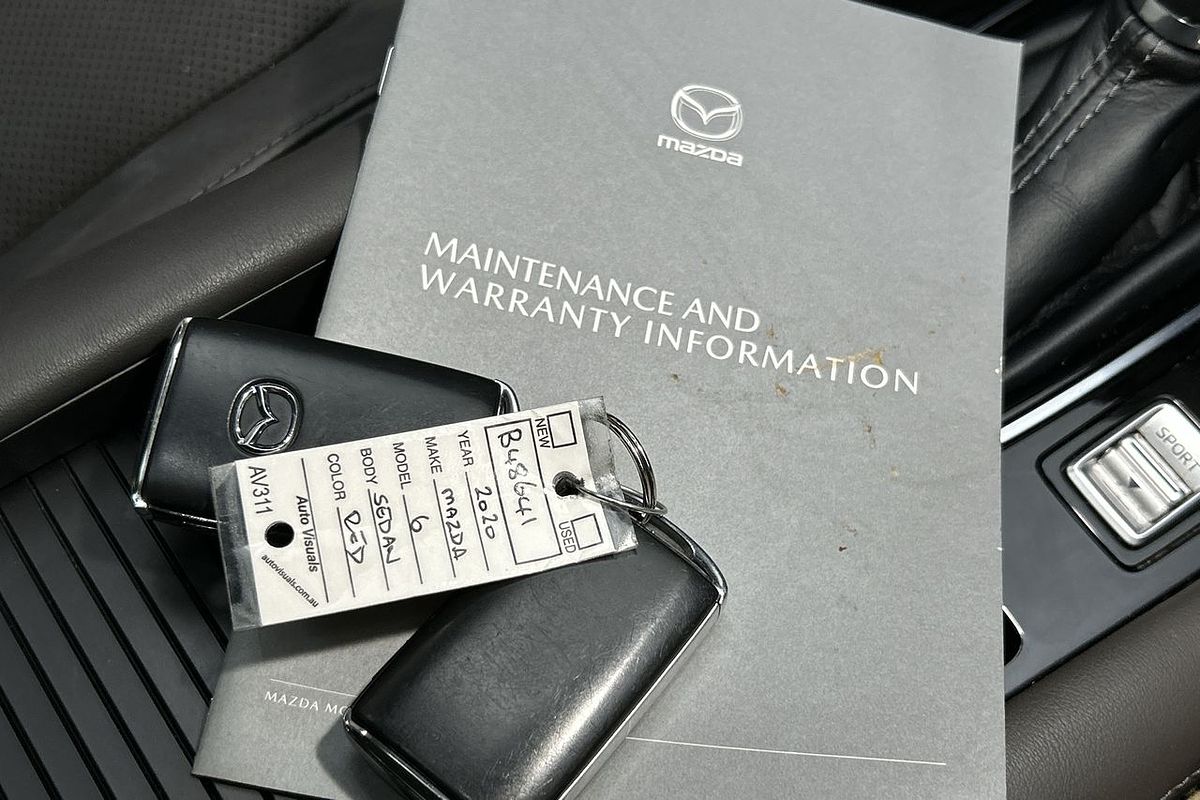 mazda
MAINTENANCE AND
WARRANTY INFORMATION
SPORT
NEW
USED
B48641
YEAR 2020
MAKE MAZDA
MODEL 6
BODY SEDAN
COLOR RED
Auto Visuals
autovisuals.com.au
AV311
MAZDA